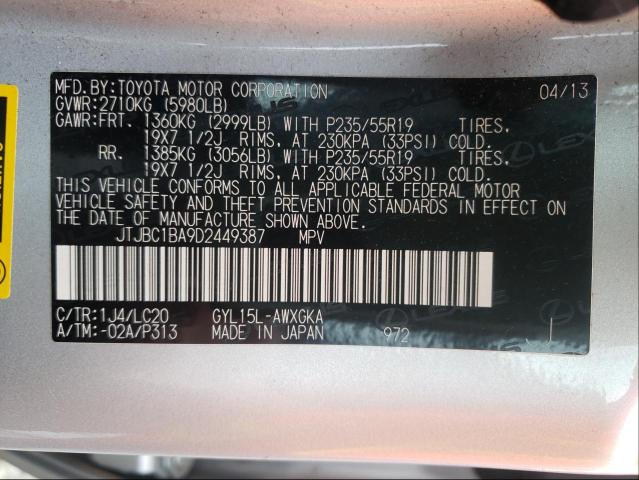 MFD.BY:TOYOTA MOTOR CORPORATION 04/13
GVWR:2710KG (5980LB)
GAWR:FRT. 1360KG (2999LB) WITH P235/55R19 TIRES,
19X7 1/2J RIMS, AT 230KPA (33PSI) COLD.
RR. 1385KG (3056LB) WITH P235/55R19 TIRES,
19X7 1/2J RIMS, AT 230KPA (33PSI) COLD.
THIS VEHICLE CONFORMS TO ALL APPLICABLE FEDERAL MOTOR
VEHICLE SAFETY AND THEFT PREVENTION STANDARDS IN EFFECT ON
THE DATE OF MANUFACTURE SHOWN ABOVE.
JTJBC1BA9D2449387 MPV
C/TR:1J4/LC20 GYL15L-AWXGKA
A/TM:-02A/P313 MADE IN JAPAN 972
LEXUS